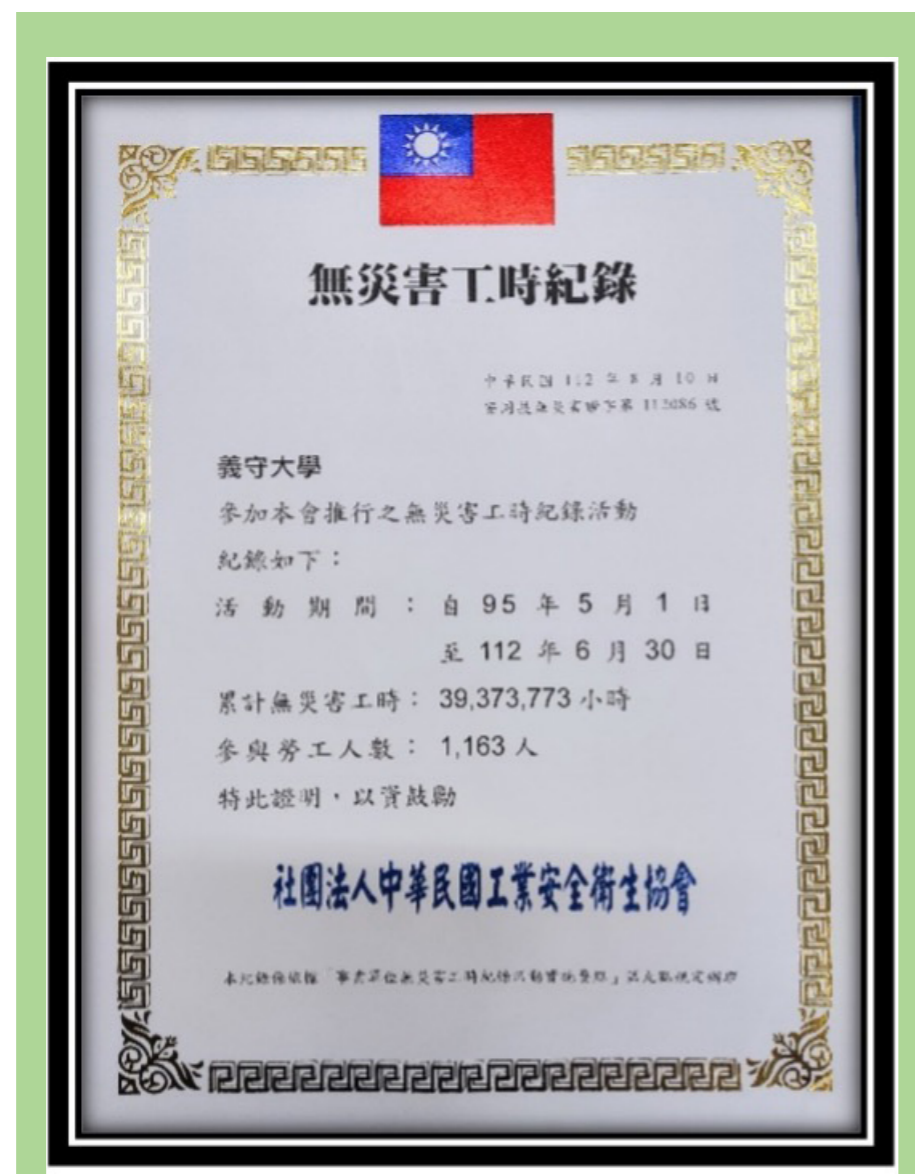 無災害工時紀錄
中華民國 112 年 8 月 10 日
義守大學
參加本會推行之無災害工時紀錄活動
紀錄如下：
活動期間：自 95 年 5 月 1 日
至 112 年 6 月 30 日
累計無災害工時：39,373,773 小時
參與勞工人數：1,163 人
特此證明，以資鼓勵
社團法人中華民國工業安全衛生協會